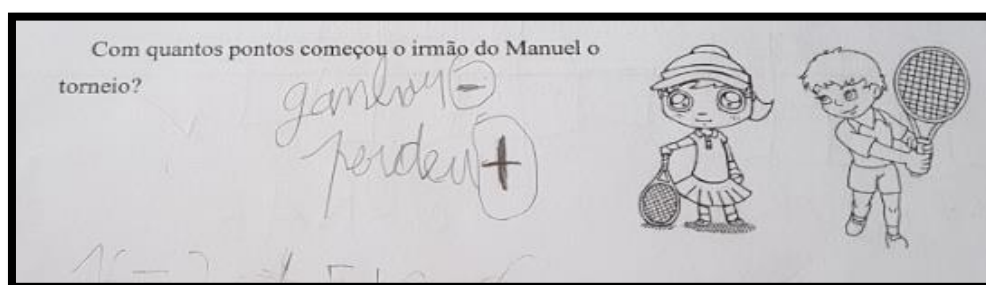 Com quantos pontos começou o irmão do Manuel o
torneio?
ganhou -
perdeu +